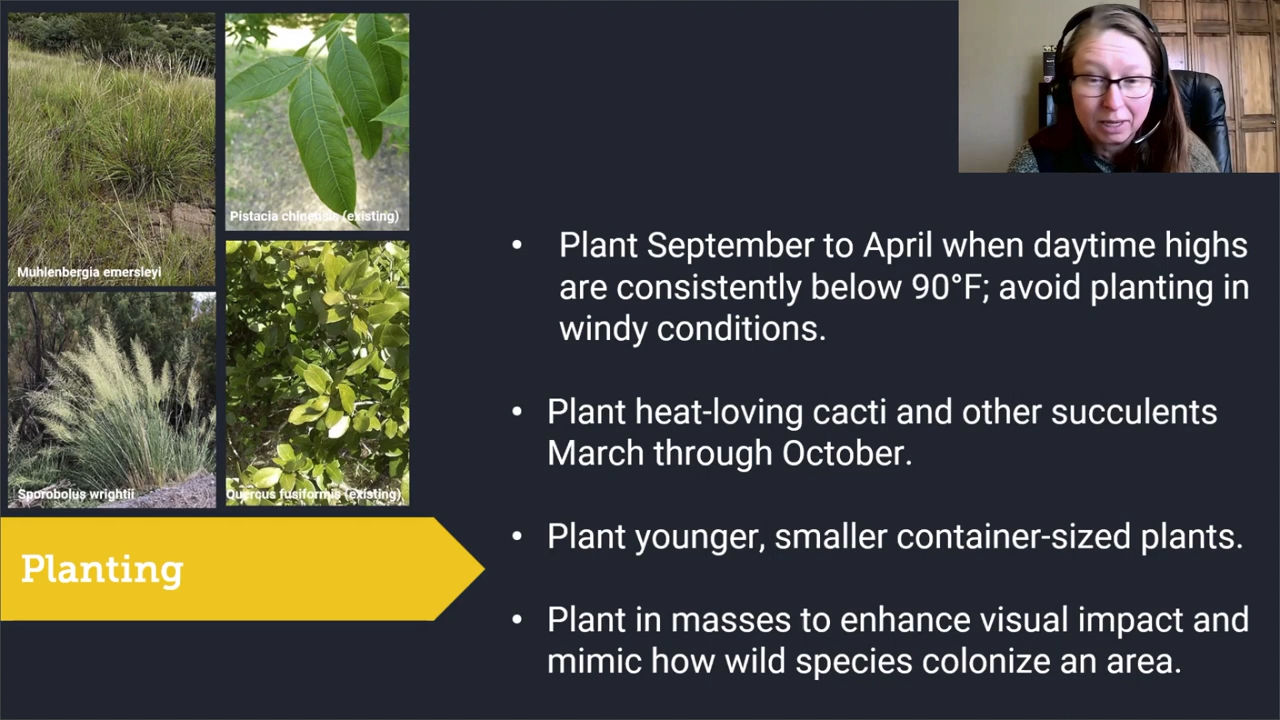 Muhlenbergia emersleyi
Pistacia chinensis (existing)
Sporobolus wrightii
Quercus fusiformis (existing)
Planting
• Plant September to April when daytime highs
are consistently below 90°F; avoid planting in
windy conditions.
• Plant heat-loving cacti and other succulents
March through October.
• Plant younger, smaller container-sized plants.
• Plant in masses to enhance visual impact and
mimic how wild species colonize an area.